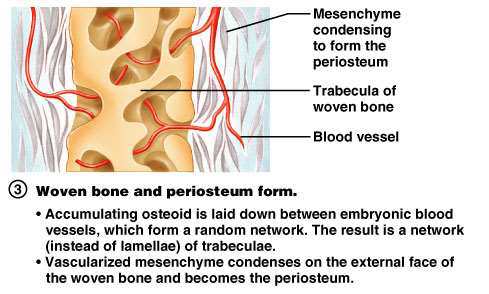 Mesenchyme
condensing
to form the
periosteum
Trabecula of
woven bone
Blood vessel
3 Woven bone and periosteum form.
• Accumulating osteoid is laid down between embryonic blood
vessels, which form a random network. The result is a network
(instead of lamellae) of trabeculae.
• Vascularized mesenchyme condenses on the external face of
the woven bone and becomes the periosteum.